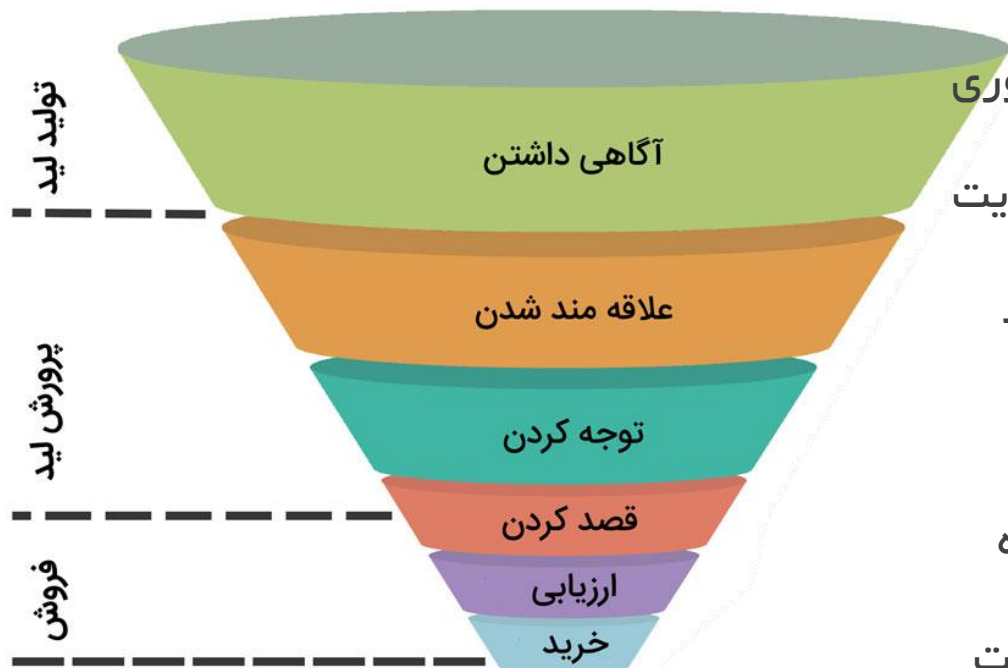 تولید لید
آگاهی داشتن
علاقه مند شدن
پرورش لید
توجه کردن
قصد کردن
فروش
ارزیابی
خرید